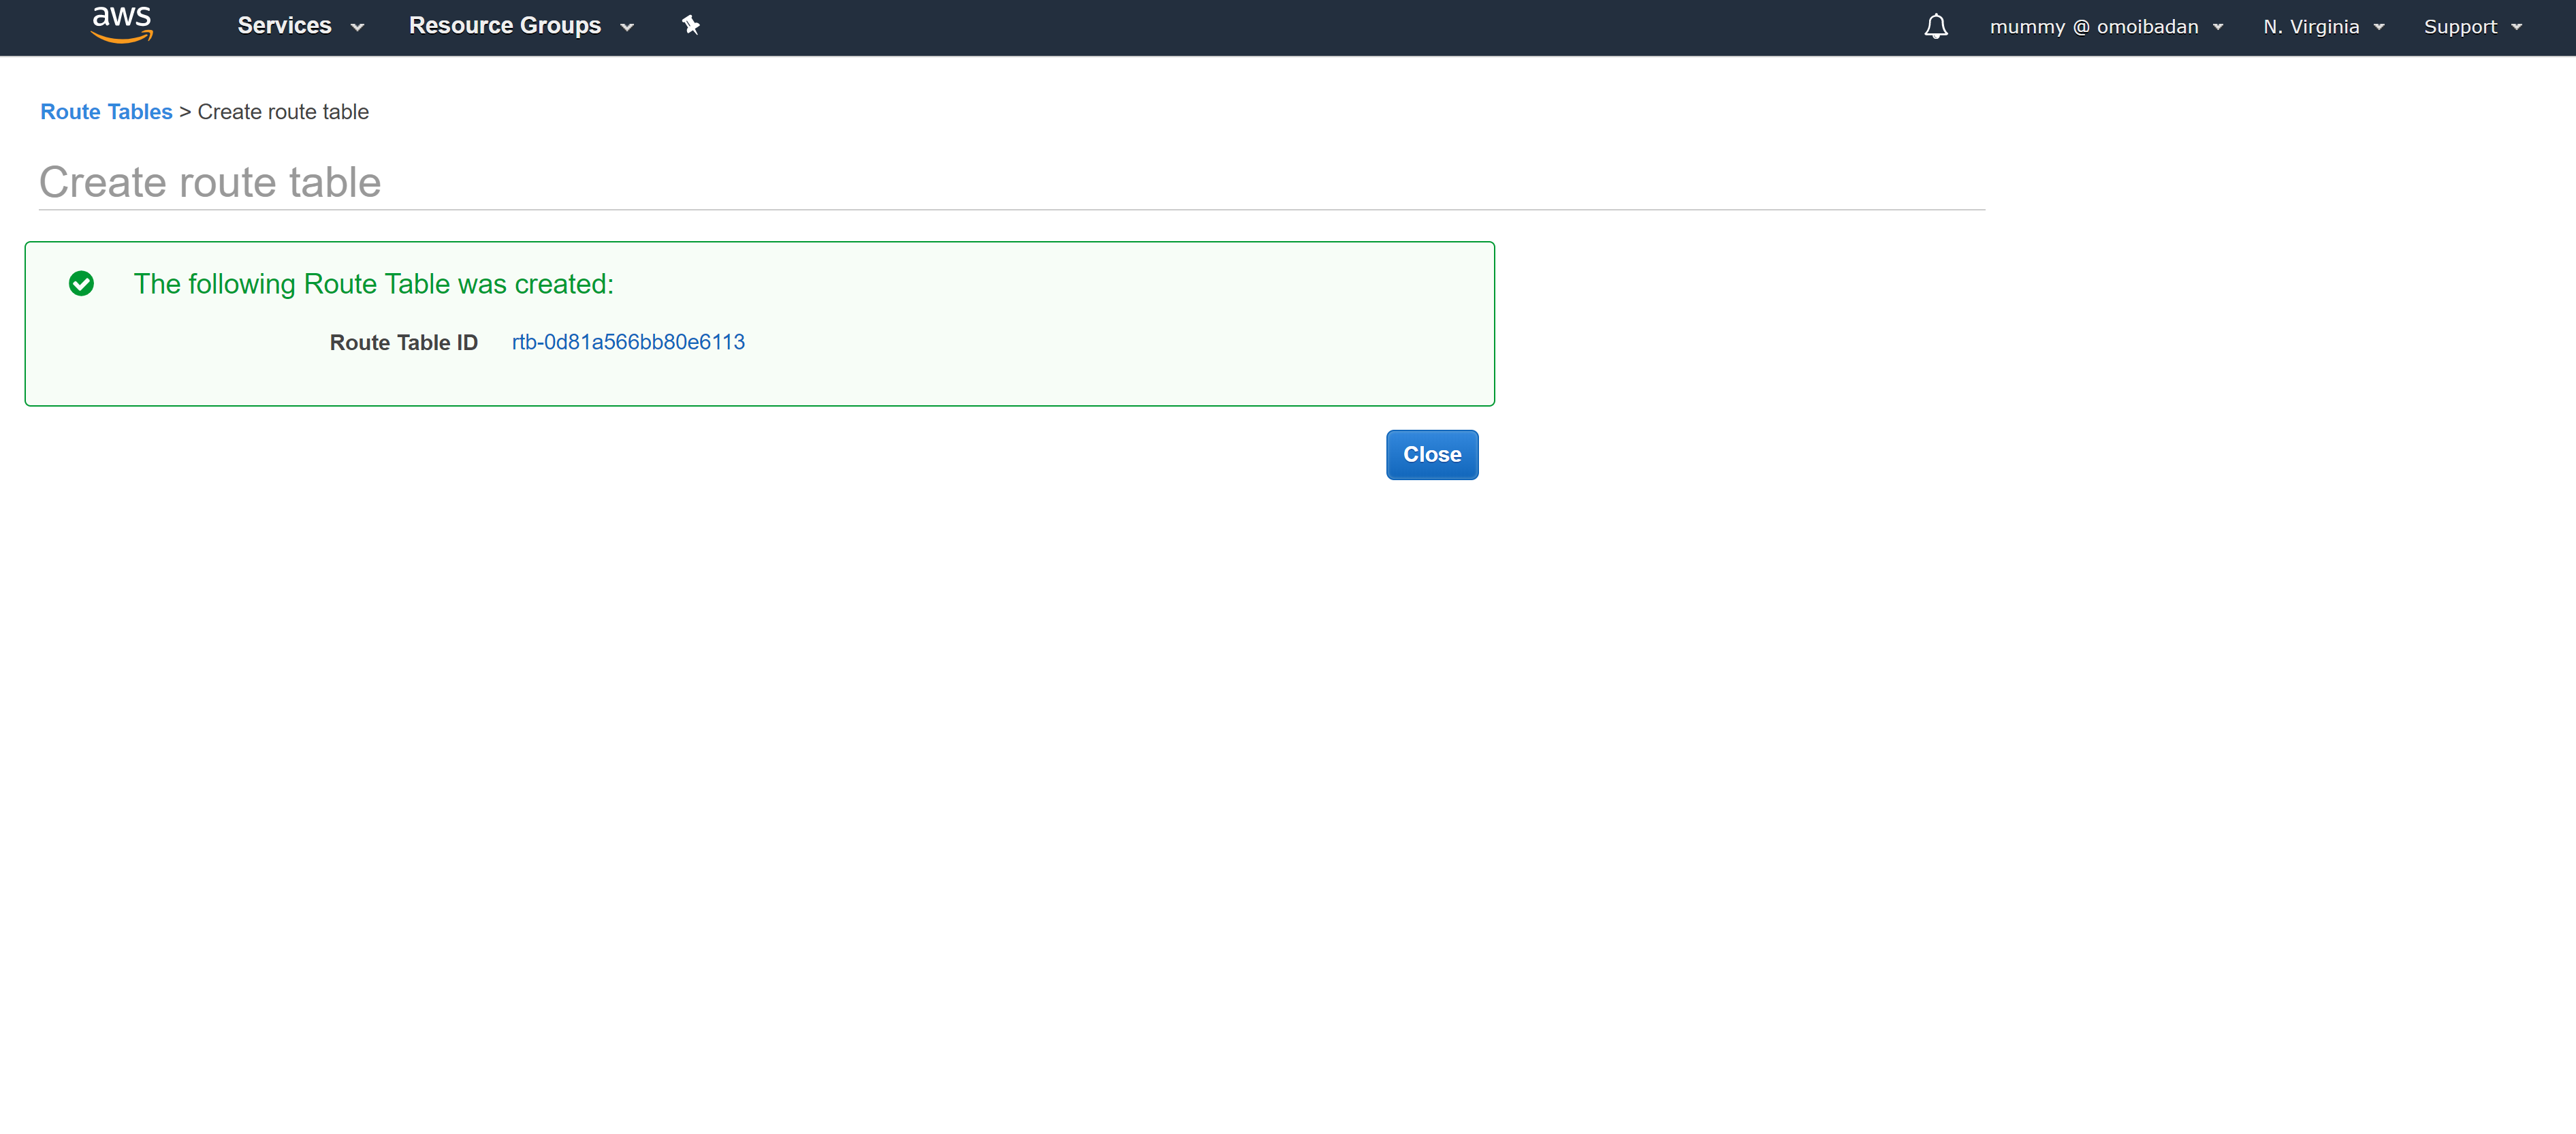 aws Services Resource Groups mummy @ omoibadan N. Virginia Support
Route Tables > Create route table
Create route table
The following Route Table was created:
Route Table ID rtb-0d81a566bb80e6113
Close